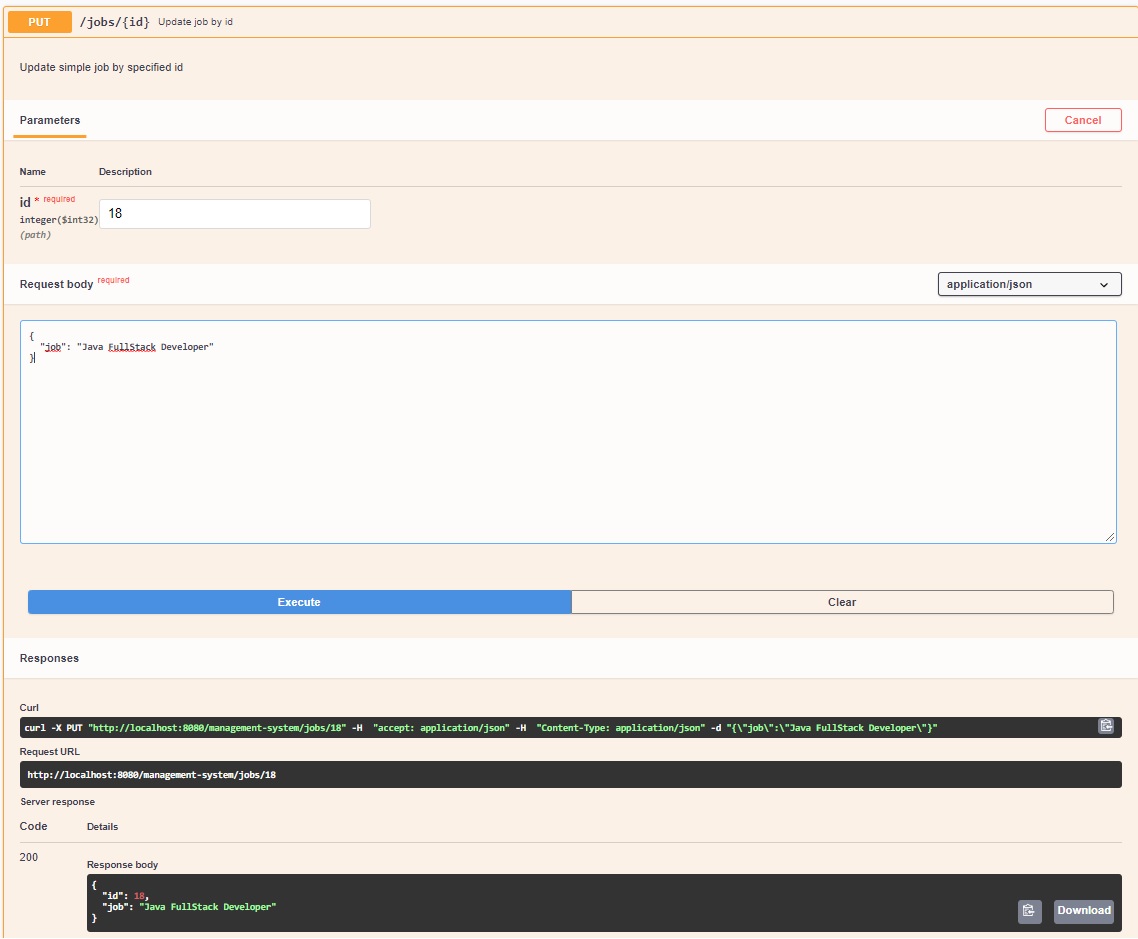 PUT /jobs/{id} Update job by id
Update simple job by specified id
Parameters
Cancel
Name Description
id * required
integer($int32)
(path)
18
Request body required
application/json
{
  "job": "Java FullStack Developer"
}
Execute Clear
Responses
Curl
curl -X PUT "http://localhost:8080/management-system/jobs/18" -H  "accept: application/json" -H  "Content-Type: application/json" -d "{\"job\":\"Java FullStack Developer\"}"
Request URL
http://localhost:8080/management-system/jobs/18
Server response
Code Details
200
Response body
{
  "id": 18,
  "job": "Java FullStack Developer"
}
Download